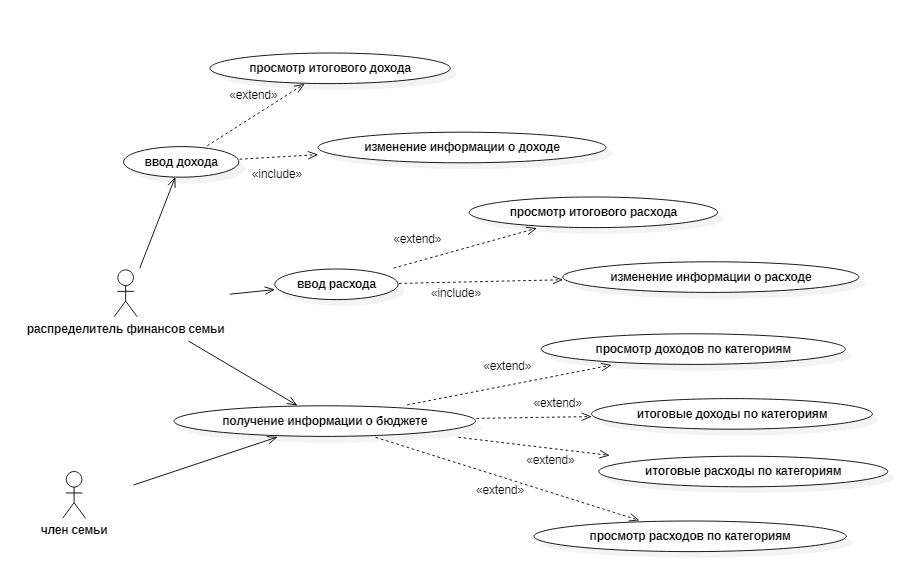 просмотр итогового дохода
«extend»
изменение информации о доходе
ввод дохода
«include»
просмотр итогового расхода
«extend»
изменение информации о расходе
ввод расхода
«include»
распределитель финансов семьи
просмотр доходов по категориям
«extend»
«extend»
итоговые доходы по категориям
получение информации о бюджете
«extend»
итоговые расходы по категориям
«extend»
член семьи
просмотр расходов по категориям